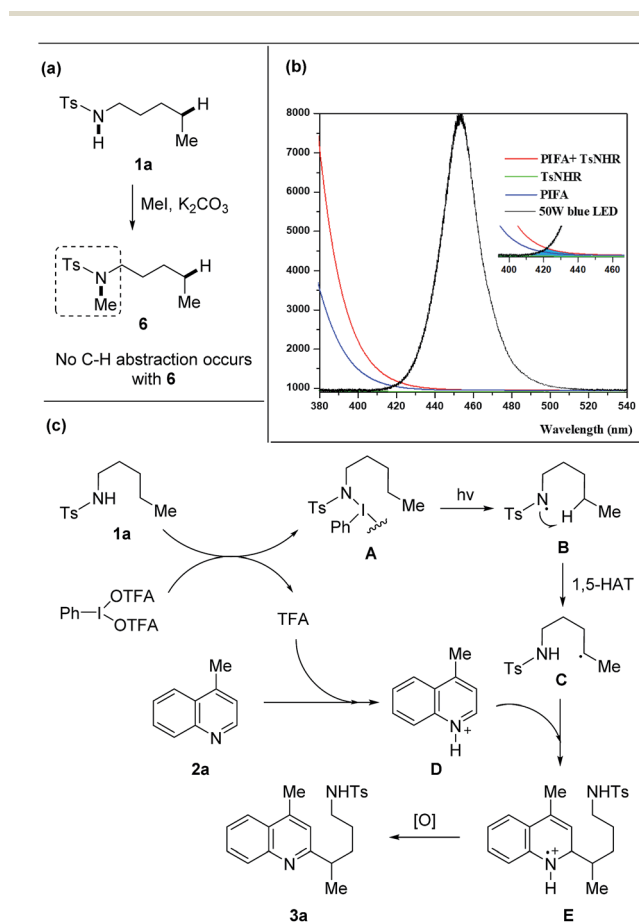 (a)
Ts
N
H
H
Me
1a
MeI, K₂CO₃
Ts
N
Me
H
Me
6
No C-H abstraction occurs
with 6
(b)
8000
7000
6000
5000
4000
3000
2000
1000
PIFA+ TsNHR
TsNHR
PIFA
50W blue LED
400 420 440 460
380 400 420 440 460 480 500 520 540
Wavelength (nm)
(c)
Ts
NH
Me
1a
Ph I OTFA
OTFA
Ts N Me
Ph I
A
hν
Ts N• H Me
B
TFA
1,5-HAT
Ts NH • Me
C
Me
N
2a
Me
N+
H
D
Me NHTs
N
Me
3a
[O]
Me NHTs
N•+
H
Me
E